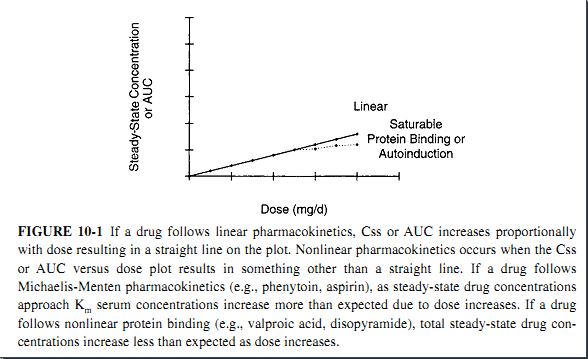 Steady-State Concentration
or AUC
Linear
Saturable
Protein Binding or
Autoinduction
Dose (mg/d)
FIGURE 10-1 If a drug follows linear pharmacokinetics, Css or AUC increases proportionally
with dose resulting in a straight line on the plot. Nonlinear pharmacokinetics occurs when the Css
or AUC versus dose plot results in something other than a straight line. If a drug follows
Michaelis-Menten pharmacokinetics (e.g., phenytoin, aspirin), as steady-state drug concentrations
approach Km serum concentrations increase more than expected due to dose increases. If a drug
follows nonlinear protein binding (e.g., valproic acid, disopyramide), total steady-state drug con-
centrations increase less than expected as dose increases.